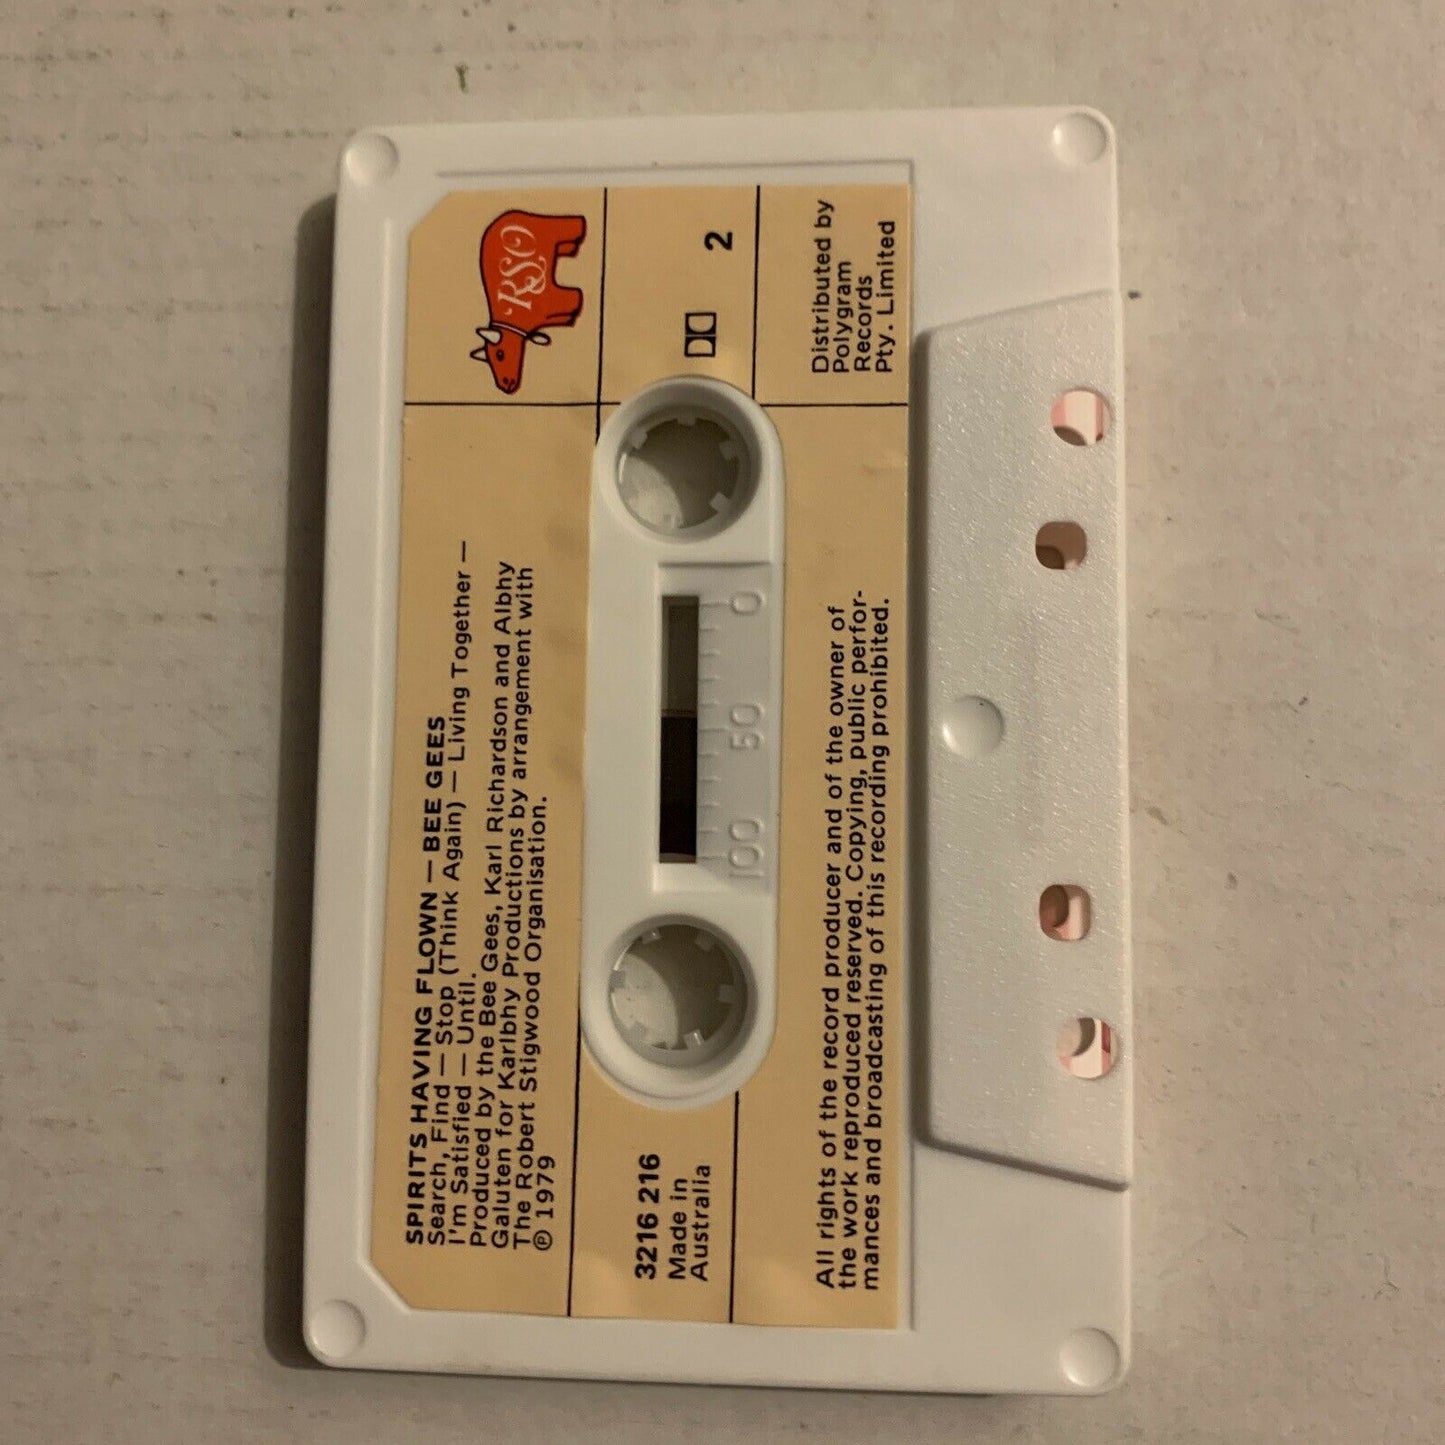 SPIRITS HAVING FLOWN — BEE GEES
Search, Find — Stop (Think Again) — Living Together —
I'm Satisfied — Until.
Produced by the Bee Gees, Karl Richardson and Albhy
Galuten for Karlbhy Productions by arrangement with
The Robert Stigwood Organisation.
℗ 1979
RSO
3216 216
Made in
Australia
100 50 0
2
All rights of the record producer and of the owner of
the work reproduced reserved. Copying, public perfor-
mances and broadcasting of this recording prohibited.
Distributed by
Polygram
Records
Pty. Limited